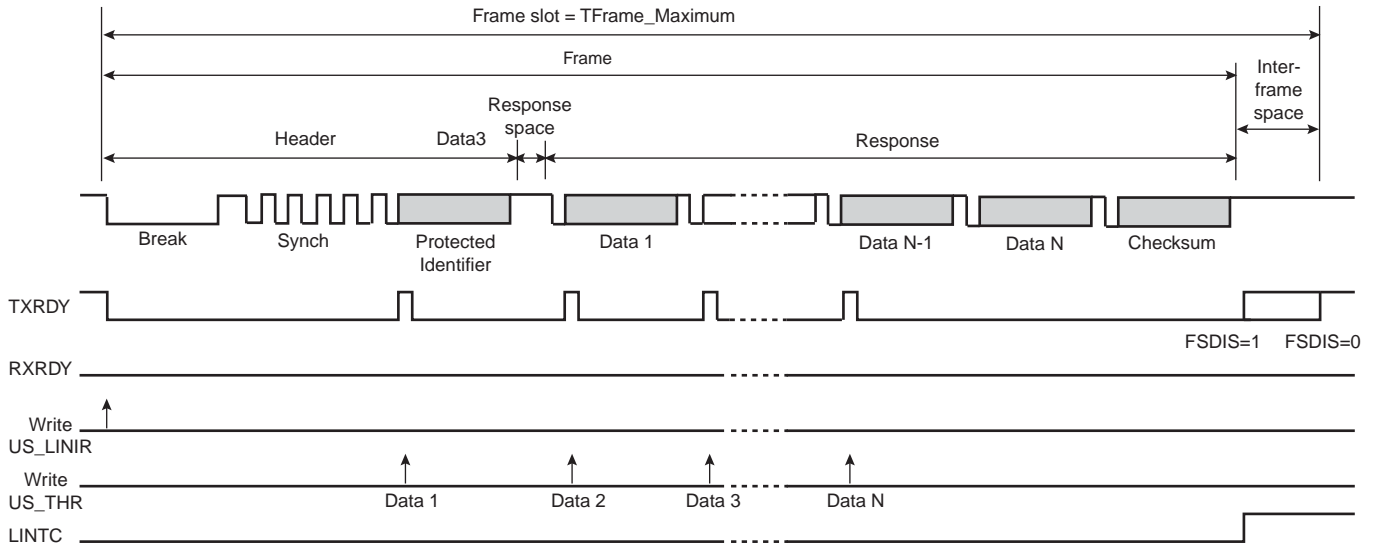 Frame slot = TFrame_Maximum
Frame
Inter-
frame
space
Response
space
Header
Data3
Response
Break
Synch
Protected
Identifier
Data 1
Data N-1
Data N
Checksum
TXRDY
FSDIS=1
FSDIS=0
RXRDY
Write
US_LINIR
Write
US_THR
Data 1
Data 2
Data 3
Data N
LINTC